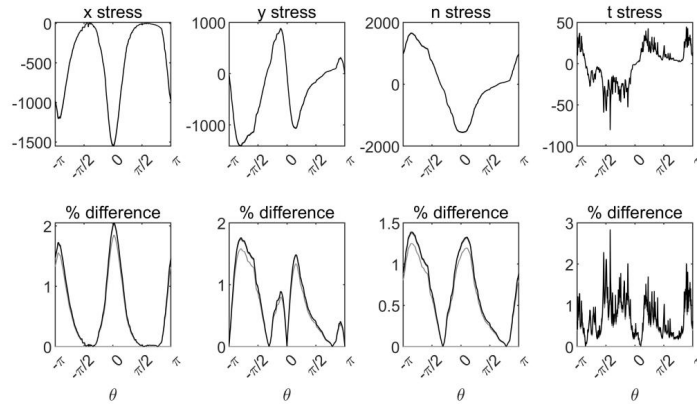 x stress y stress n stress t stress
0 1000 2000 50
-500 0 0 0
-1000 -50
-1500 -1000 -2000 -100
-π -π/2 0 π/2 π -π -π/2 0 π/2 π -π -π/2 0 π/2 π -π -π/2 0 π/2 π
% difference % difference % difference % difference
2 2 1.5 3
1 1 1 2
0.5 1
0 0 0 0
-π -π/2 0 π/2 π -π -π/2 0 π/2 π -π -π/2 0 π/2 π -π -π/2 0 π/2 π
θ θ θ θ